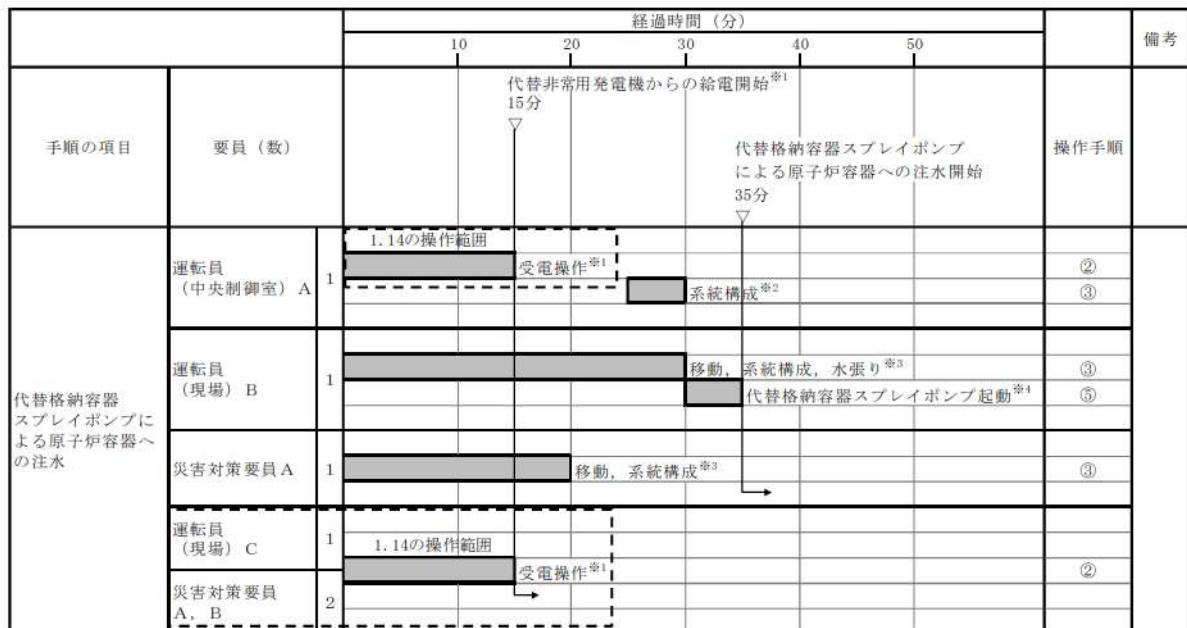 経過時間（分）
備考
10 20 30 40 50
手順の項目
要員（数）
代替非常用発電機からの給電開始※1
15分
▽
代替格納容器スプレイポンプ
による原子炉容器への注水開始
35分
▽
操作手順
代替格納容器
スプレイポンプに
よる原子炉容器へ
の注水
運転員
（中央制御室）A
1
1.14の操作範囲
受電操作※1
②
系統構成※2
③
運転員
（現場）B
1
移動，系統構成，水張り※3
③
代替格納容器スプレイポンプ起動※4
⑤
災害対策要員A
1
移動，系統構成※3
③
運転員
（現場）C
1
1.14の操作範囲
受電操作※1
②
災害対策要員
A，B
2